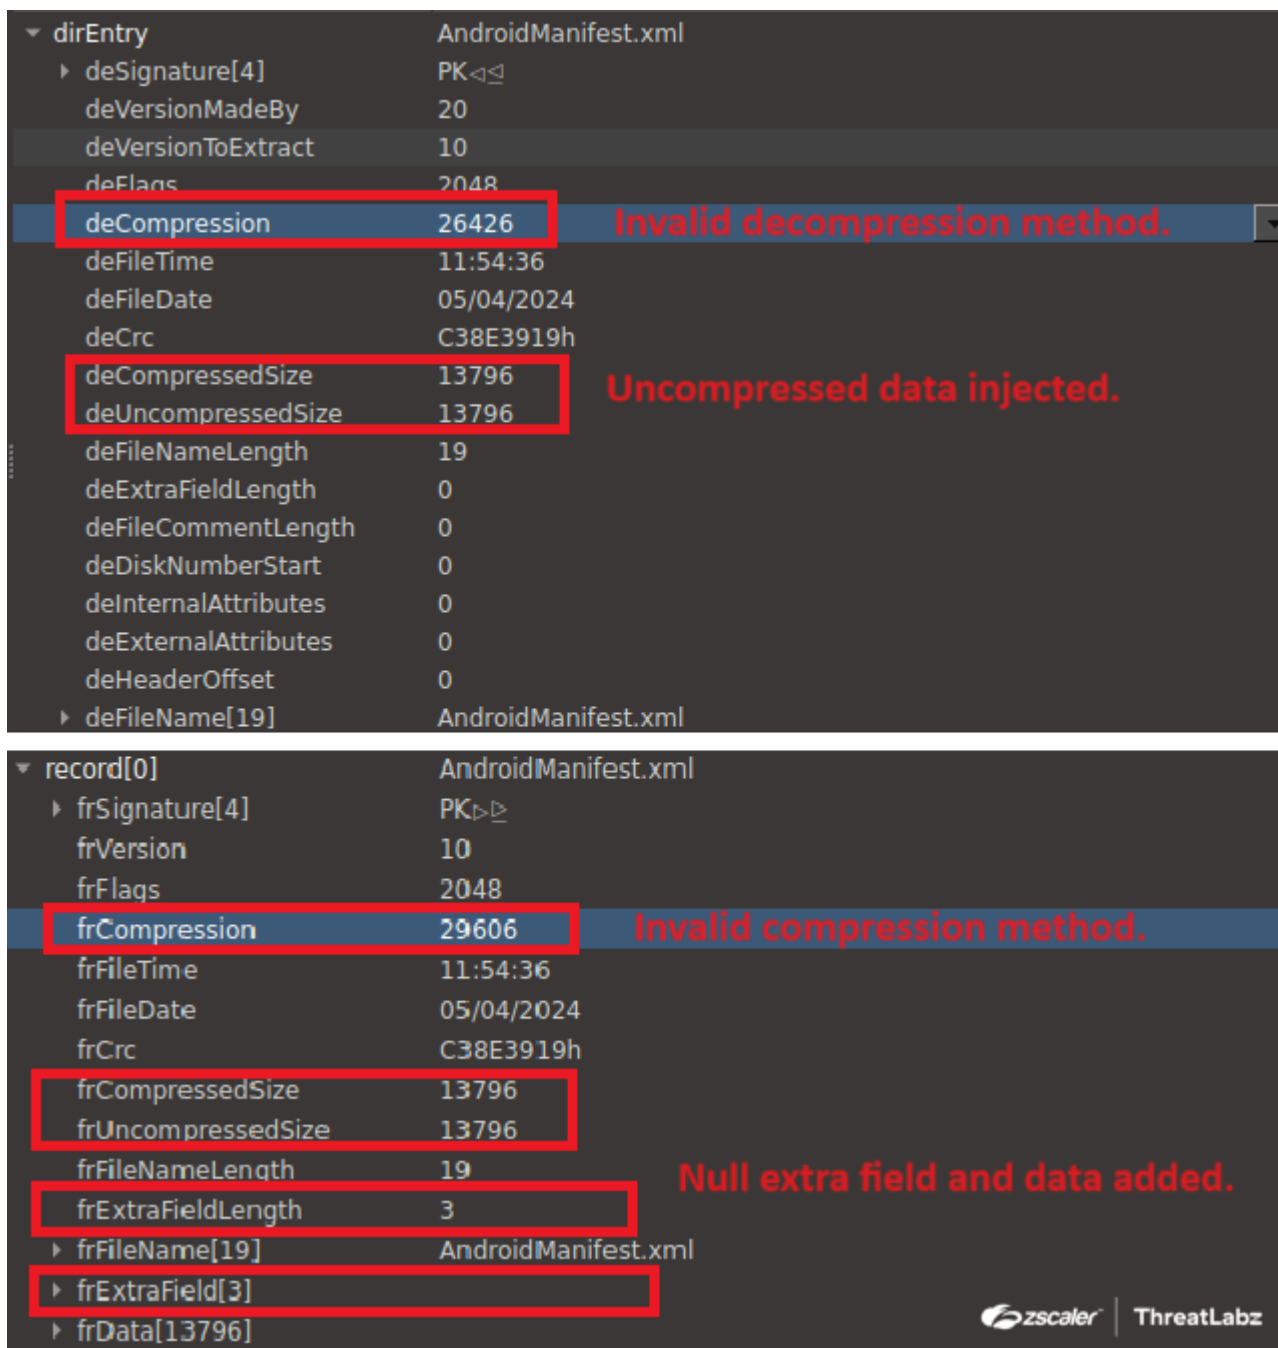 dirEntry AndroidManifest.xml
deSignature[4] PK
deVersionMadeBy 20
deVersionToExtract 10
deFlags 2048
deCompression 26426 Invalid decompression method.
deFileTime 11:54:36
deFileDate 05/04/2024
deCrc C38E3919h
deCompressedSize 13796
Uncompressed data injected.
deUncompressedSize 13796
deFileNameLength 19
deExtraFieldLength 0
deFileCommentLength 0
deDiskNumberStart 0
deInternalAttributes 0
deExternalAttributes 0
deHeaderOffset 0
deFileName[19] AndroidManifest.xml
record[0] AndroidManifest.xml
frSignature[4] PK
frVersion 10
frFlags 2048
frCompression 29606 Invalid compression method.
frFileTime 11:54:36
frFileDate 05/04/2024
frCrc C38E3919h
frCompressedSize 13796
frUncompressedSize 13796
frFileNameLength 19 Null extra field and data added.
frExtraFieldLength 3
frFileName[19] AndroidManifest.xml
frExtraField[3]
zscaler ThreatLabz
frData[13796]